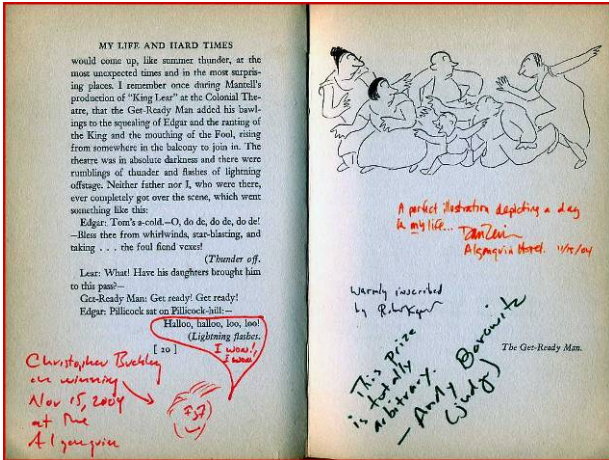 MY LIFE AND HARD TIMES
would come up, like summer thunder, at the
most unexpected times and in the most surpris-
ing places. I remember once during Mantell's
production of "King Lear" at the Colonial The-
atre, that the Get-Ready Man added his bawl-
ings to the squealing of Edgar and the ranting of
the King and the mouthing of the Fool, rising
from somewhere in the balcony to join in. The
theatre was in absolute darkness and there were
rumblings of thunder and flashes of lightning
offstage. Neither father nor I, who were there,
ever completely got over the scene, which went
something like this:
Edgar: Tom's a-cold.—O, do de, do de, do de!
—Bless thee from whirlwinds, star-blasting, and
taking . . . the foul fiend vexes!
(Thunder off.
Lear: What! Have his daughters brought him
to this pass?—
Get-Ready Man: Get ready! Get ready!
Edgar: Pillicock sat on Pillicock-hill:—
Halloo, halloo, loo, loo!
(Lightning flashes.
[ 20 ]
I won!,
I won!
Christopher Buckley
on winning
Nov 15, 2004
at the
Algonquin
A perfect illustration depicting a day
in my life...
Algonquin Hotel. 11/15/04
Warmly inscribed
by
The Get-Ready Man.
This prize
is totally
arbitrary.
— Andy Borowitz
(judge)